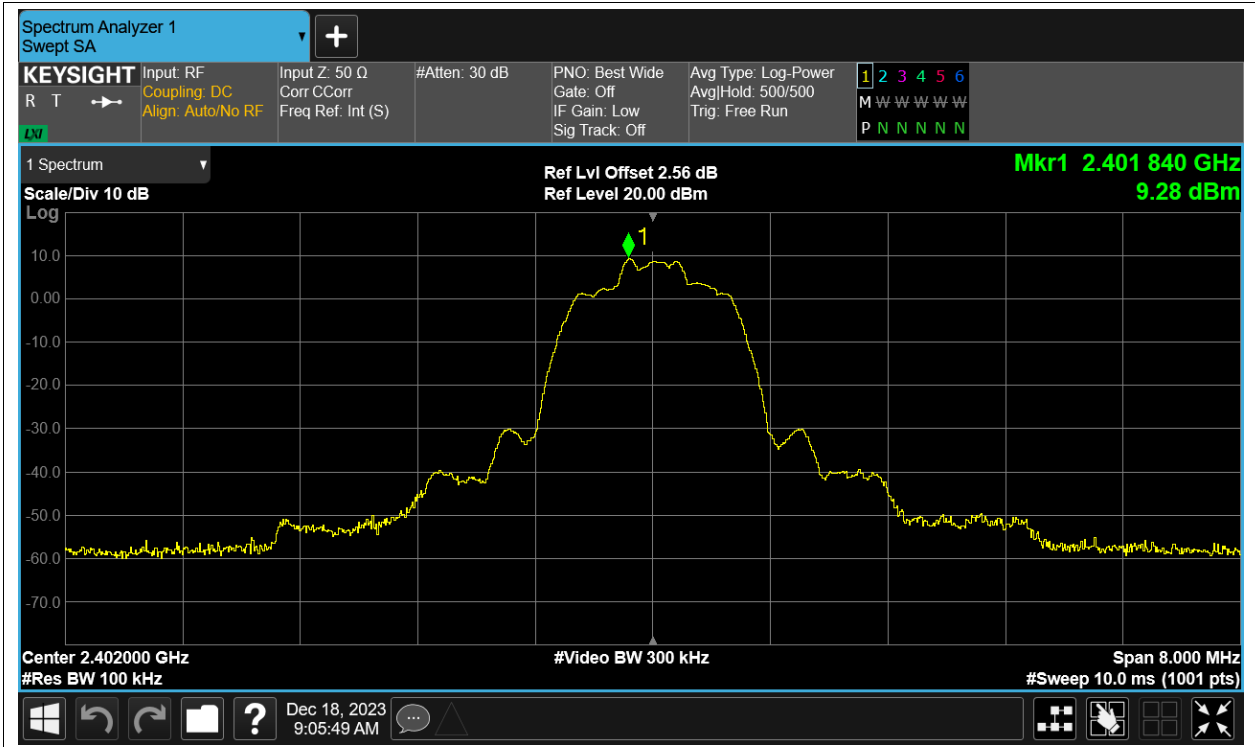 Spectrum Analyzer 1
Swept SA
KEYSIGHT
R T
LXI
Input: RF
Coupling: DC
Align: Auto/No RF
Input Z: 50 Ω
Corr CCorr
Freq Ref: Int (S)
#Atten: 30 dB
PNO: Best Wide
Gate: Off
IF Gain: Low
Sig Track: Off
Avg Type: Log-Power
Avg|Hold: 500/500
Trig: Free Run
1 2 3 4 5 6
M W W W W W
P N N N N N
1 Spectrum
Scale/Div 10 dB
Log
Ref Lvl Offset 2.56 dB
Ref Level 20.00 dBm
Mkr1 2.401 840 GHz
9.28 dBm
1
10.0
0.00
-10.0
-20.0
-30.0
-40.0
-50.0
-60.0
-70.0
Center 2.402000 GHz
#Res BW 100 kHz
#Video BW 300 kHz
Span 8.000 MHz
#Sweep 10.0 ms (1001 pts)
?
Dec 18, 2023
9:05:49 AM